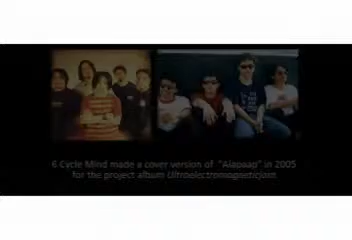 6 Cycle Mind made a cover version of "Alapaap" in 2005
for the project album Ultraelectromagneticjam